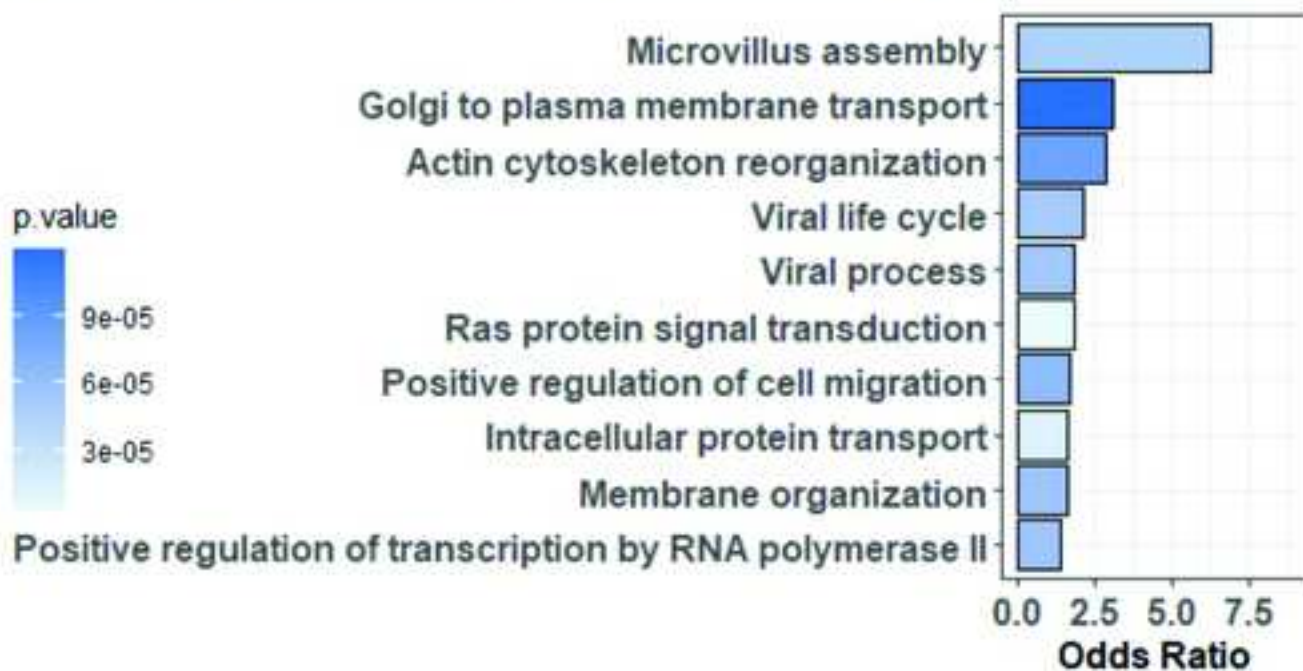 Microvillus assembly
Golgi to plasma membrane transport
Actin cytoskeleton reorganization
Viral life cycle
Viral process
Ras protein signal transduction
Positive regulation of cell migration
Intracellular protein transport
Membrane organization
Positive regulation of transcription by RNA polymerase II
p.value
9e-05
6e-05
3e-05
0.0 2.5 5.0 7.5
Odds Ratio